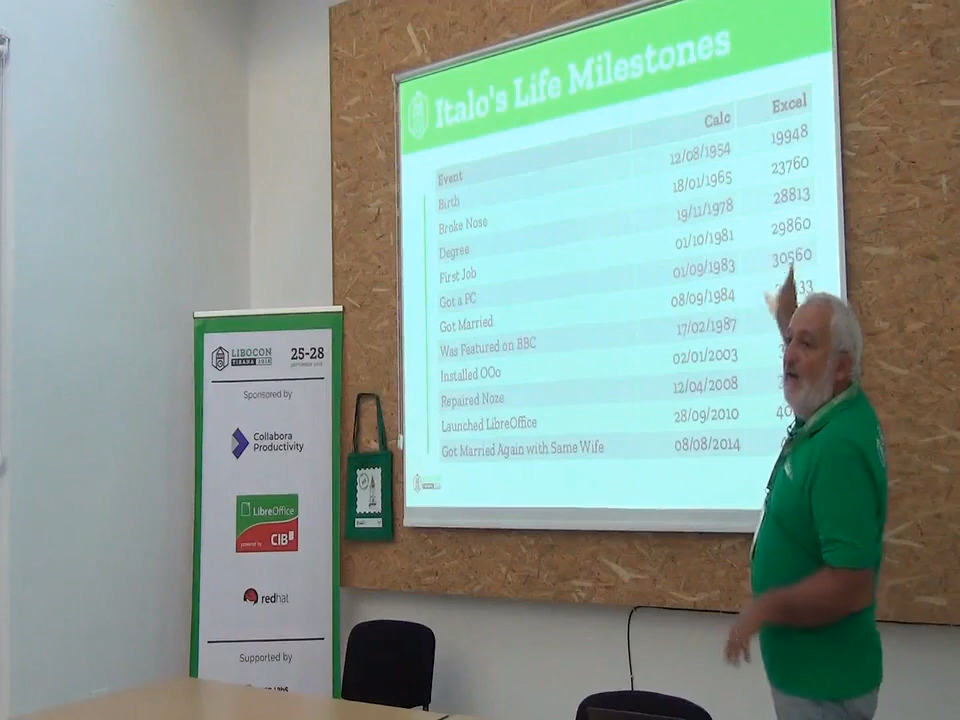 Italo's Life Milestones
Event Calc Excel
Birth 12/08/1954 19948
Broke Nose 18/01/1965 23760
Degree 19/11/1978 28813
First Job 01/10/1981 29860
Got a PC 01/09/1983 30560
Got Married 08/09/1984
Was Featured on BBC 17/02/1987
Installed OOo 02/01/2003
Repaired Noze 12/04/2008
Launched LibreOffice 28/09/2010
Got Married Again with Same Wife 08/08/2014
LIBOCON
TIRANA 2018
25-28
SEPTEMBER 2018
Sponsored by
Collabora
Productivity
LibreOffice
powered by CIB
redhat
Supported by